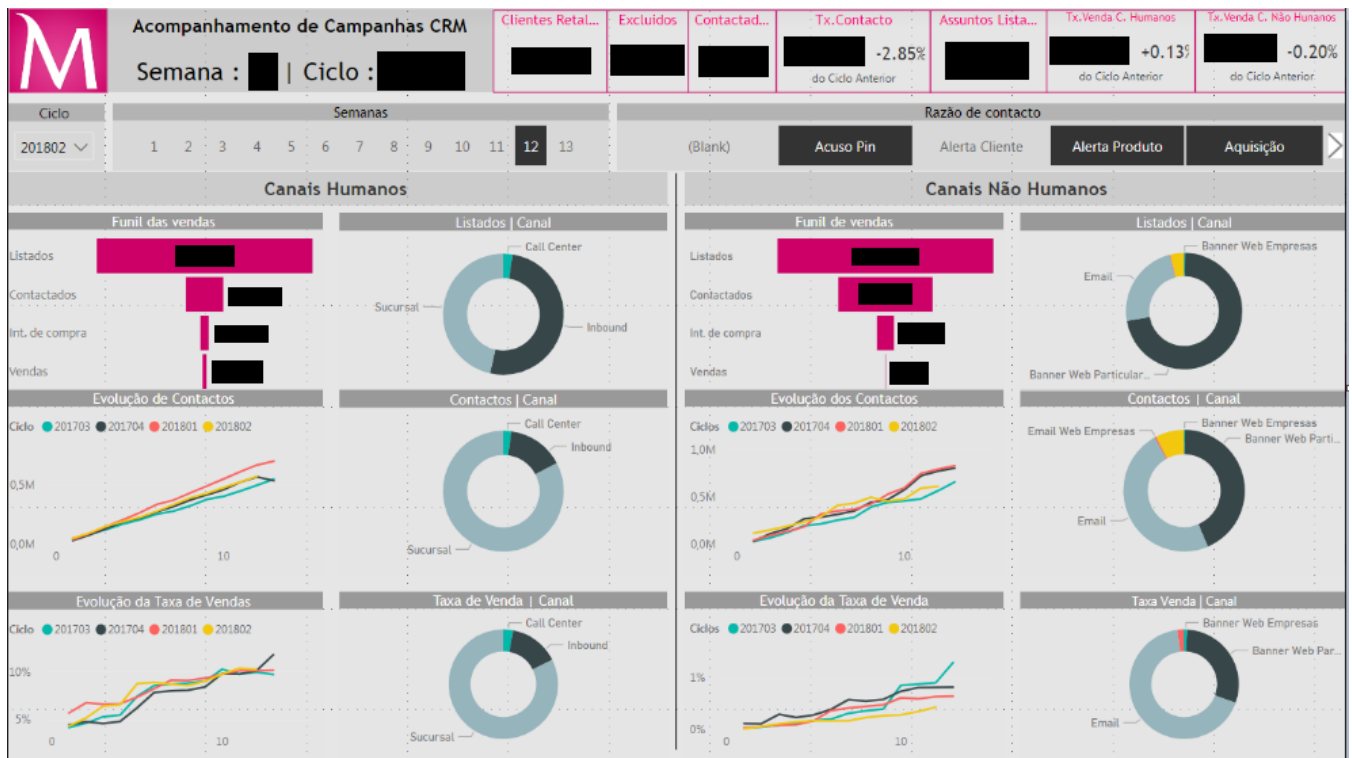 M
Acompanhamento de Campanhas CRM
Semana : | Ciclo :
Clientes Retal...
Excluídos
Contactad...
Tx.Contacto
-2.85%
do Ciclo Anterior
Assuntos Lista...
Tx.Venda C. Humanos
+0.13%
do Ciclo Anterior
Tx.Venda C. Não Hunanos
-0.20%
do Ciclo Anterior
Ciclo
201802
Semanas
1 2 3 4 5 6 7 8 9 10 11 12 13
Razão de contacto
(Blank) Acuso Pin Alerta Cliente Alerta Produto Aquisição
Canais Humanos
Funil das vendas
Listados
Contactados
Int. de compra
Vendas
Listados | Canal
Call Center
Sucursal
Inbound
Evolução de Contactos
Ciclo 201703 201704 201801 201802
0,5M
0,0M
0 10
Contactos | Canal
Call Center
Inbound
Sucursal
Evolução da Taxa de Vendas
Ciclo 201703 201704 201801 201802
10%
5%
0 10
Taxa de Venda | Canal
Call Center
Inbound
Sucursal
Canais Não Humanos
Funil de vendas
Listados
Contactados
Int. de compra
Vendas
Listados | Canal
Banner Web Empresas
Email
Banner Web Particular...
Evolução dos Contactos
Ciclos 201703 201704 201801 201802
1,0M
0,5M
0,0M
0 10
Contactos | Canal
Banner Web Empresas
Email Web Empresas
Banner Web Parti...
Email
Evolução da Taxa de Venda
Ciclos 201703 201704 201801 201802
1%
0%
0 10
Taxa Venda | Canal
Banner Web Empresas
Banner Web Par...
Email